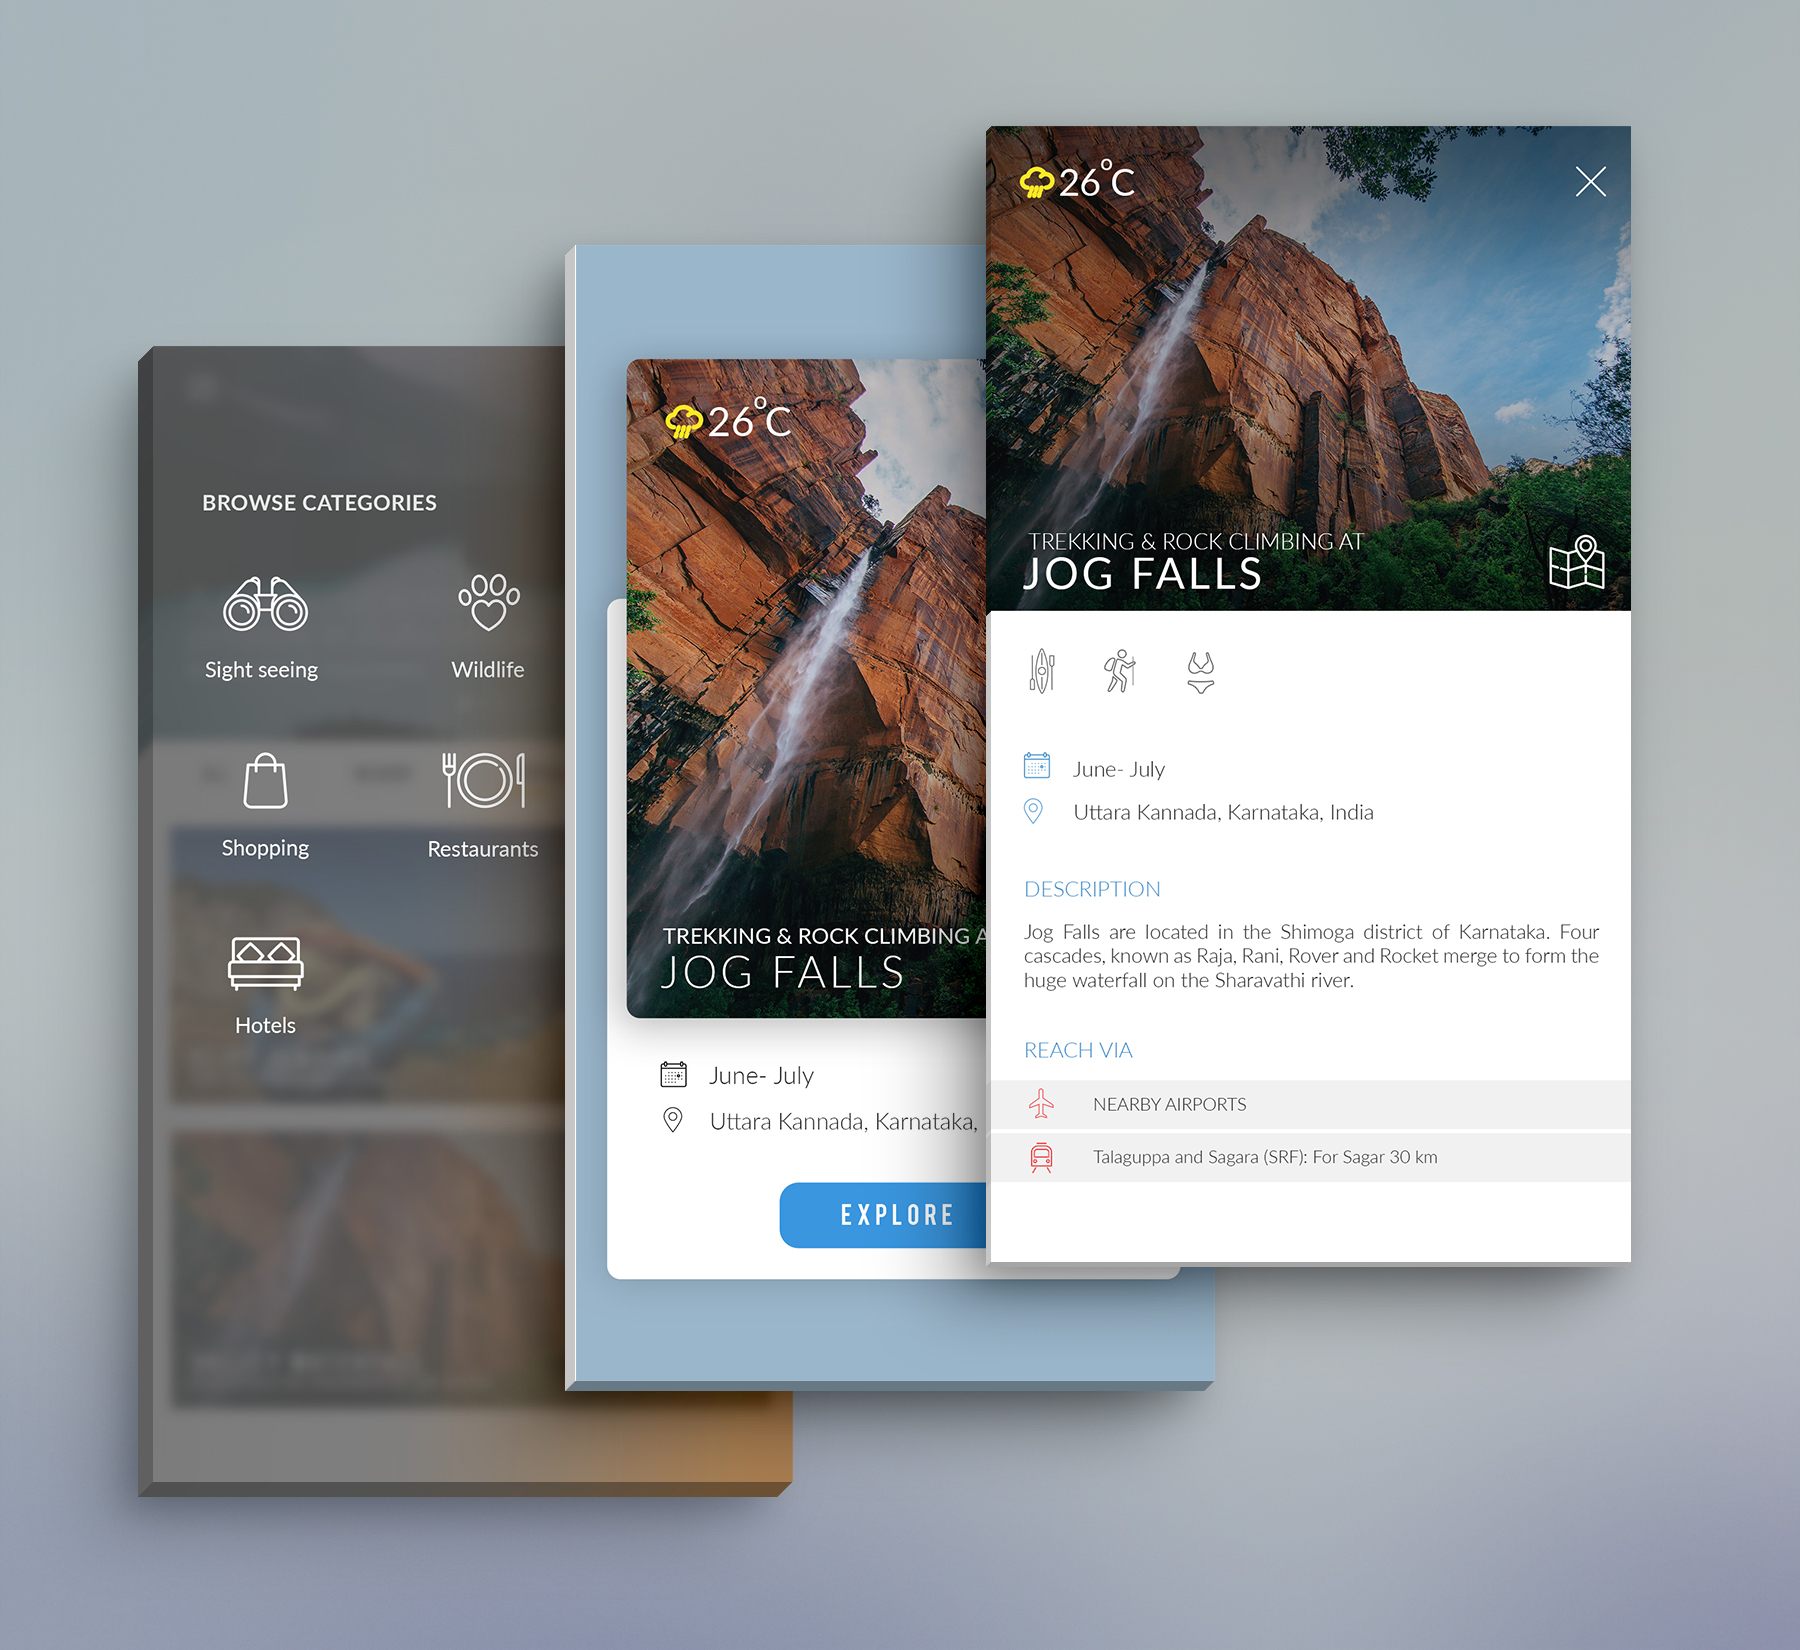 BROWSE CATEGORIES
Sight seeing
Wildlife
Shopping
Restaurants
Hotels
26°C
TREKKING & ROCK CLIMBING A
JOG FALLS
June- July
Uttara Kannada, Karnataka,
EXPLORE
26°C
TREKKING & ROCK CLIMBING AT
JOG FALLS
June- July
Uttara Kannada, Karnataka, India
DESCRIPTION
Jog Falls are located in the Shimoga district of Karnataka. Four
cascades, known as Raja, Rani, Rover and Rocket merge to form the
huge waterfall on the Sharavathi river.
REACH VIA
NEARBY AIRPORTS
Talaguppa and Sagara (SRF): For Sagar 30 km